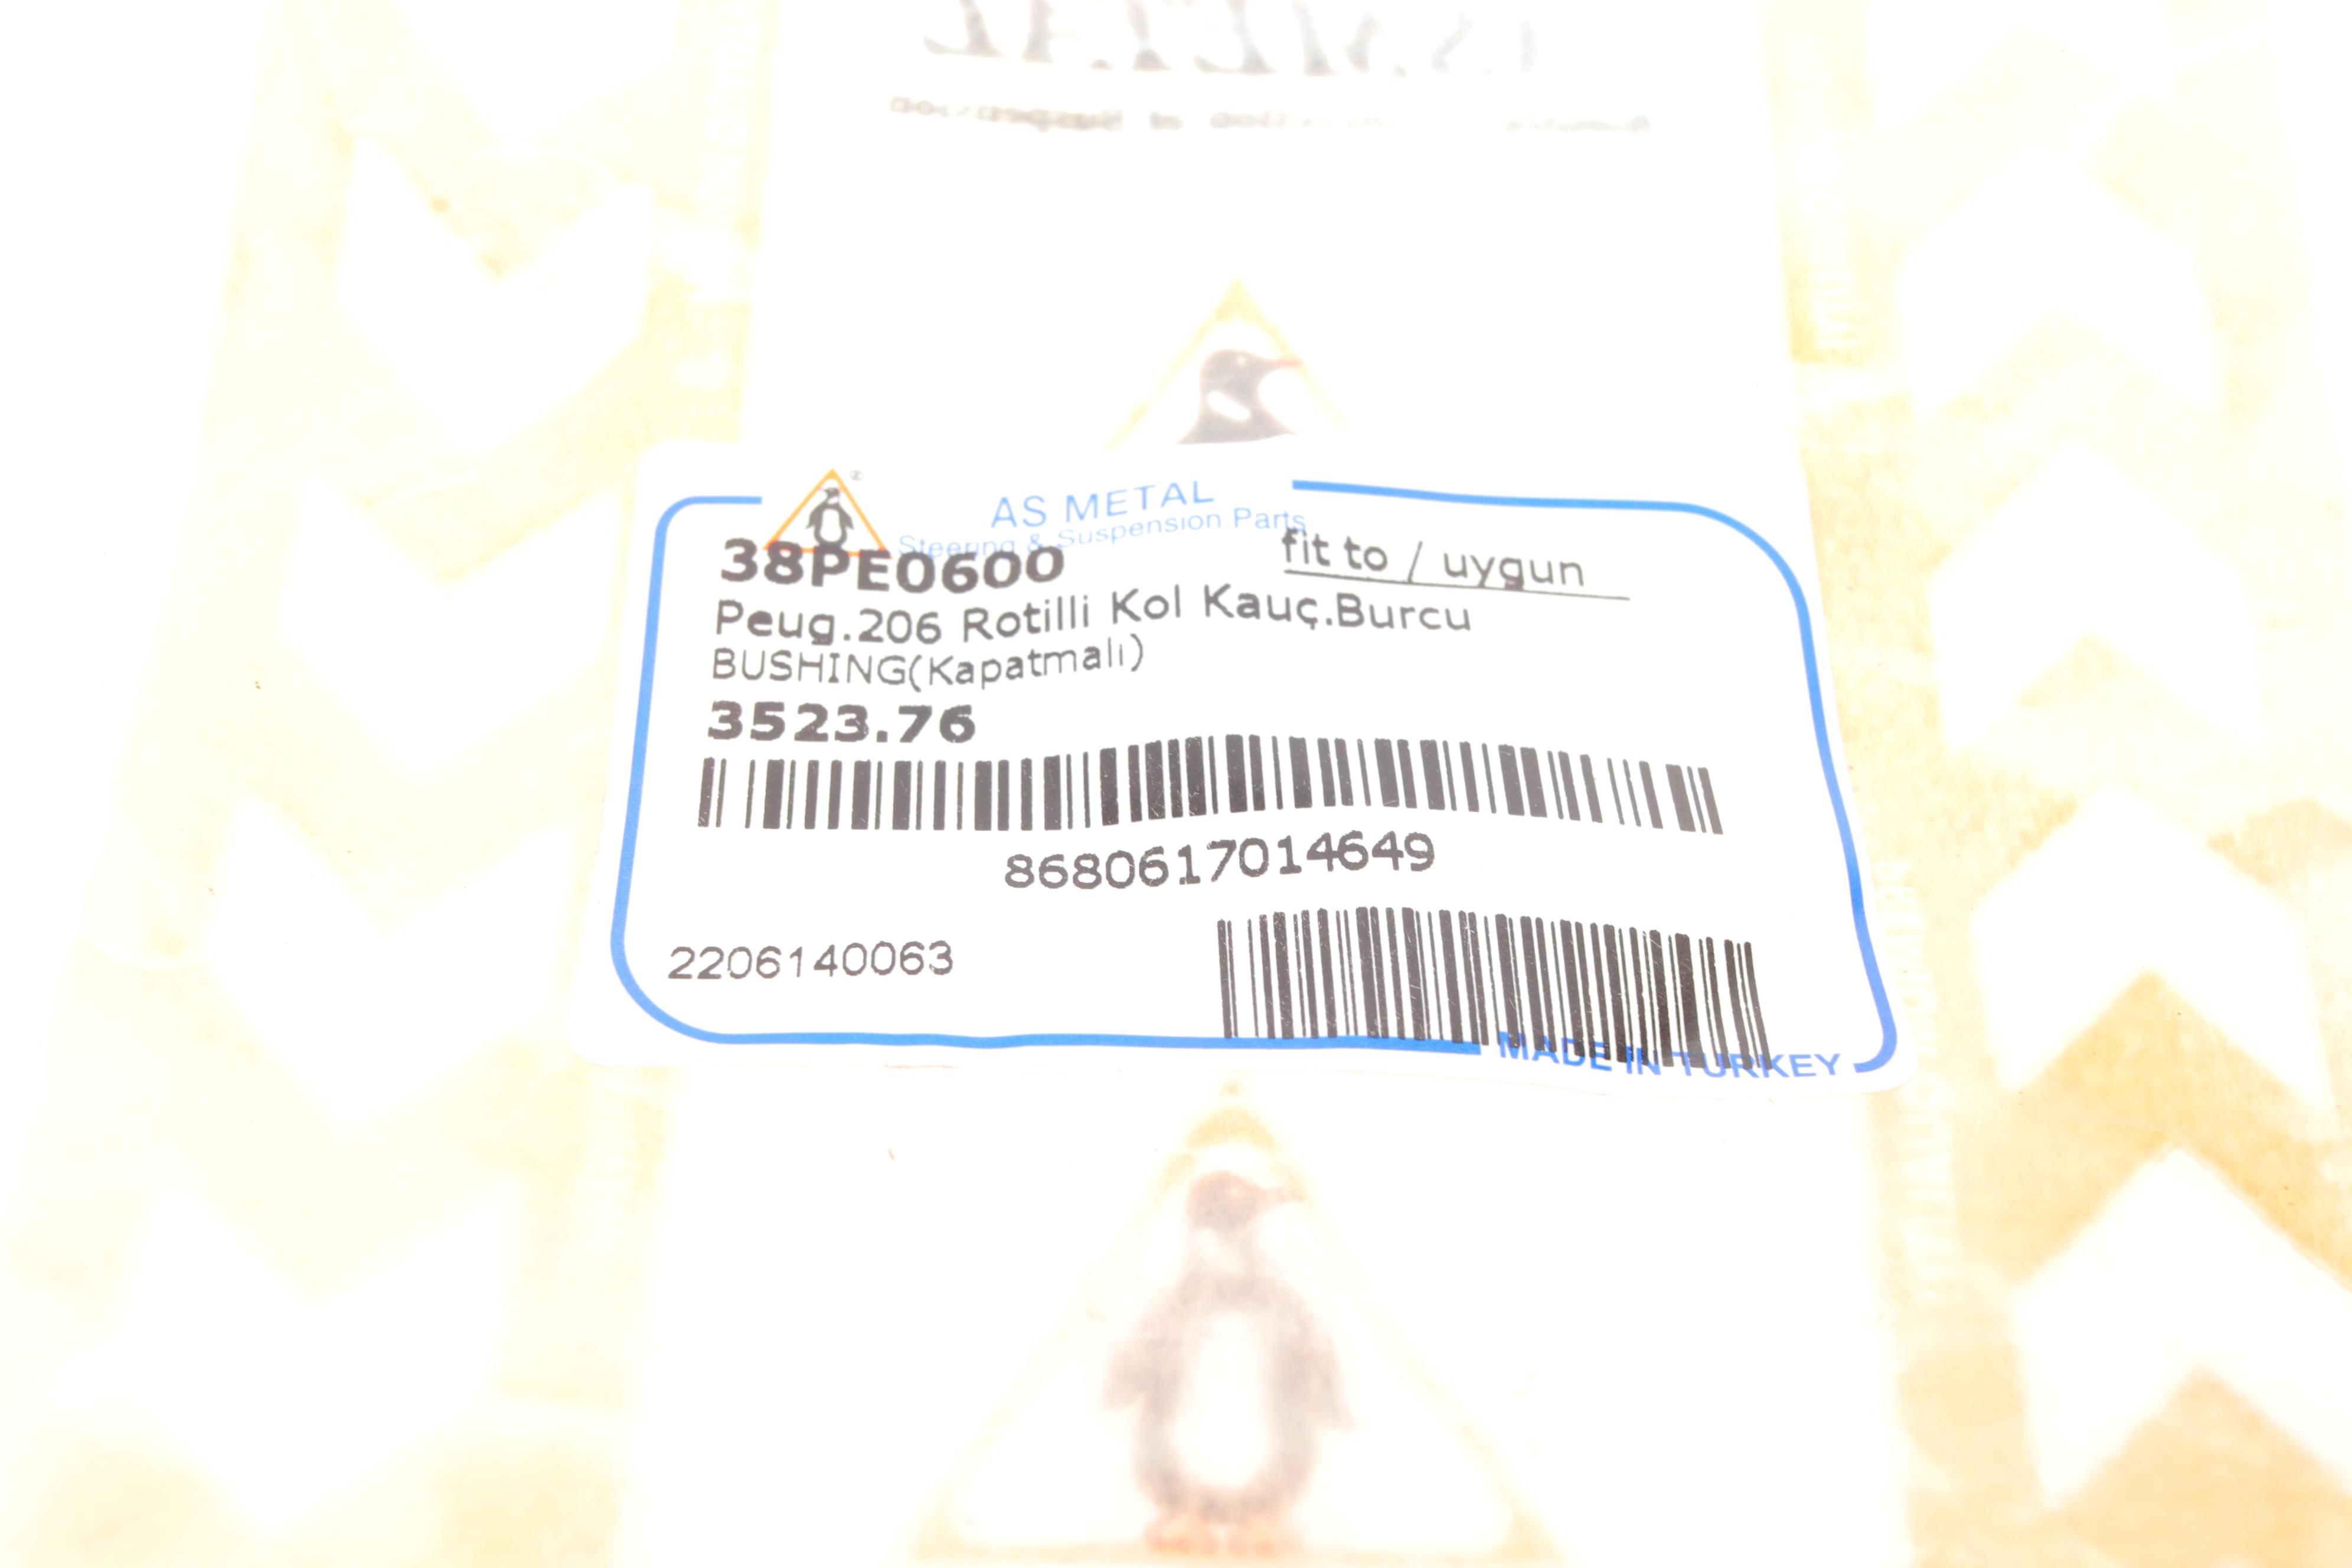 AS METAL
Steering & Suspension Parts
38PE0600
fit to / uygun
Peug.206 Rotilli Kol Kauç.Burcu
BUSHING(Kapatmalı)
3523.76
8680617014649
2206140063
MADE IN TURKEY